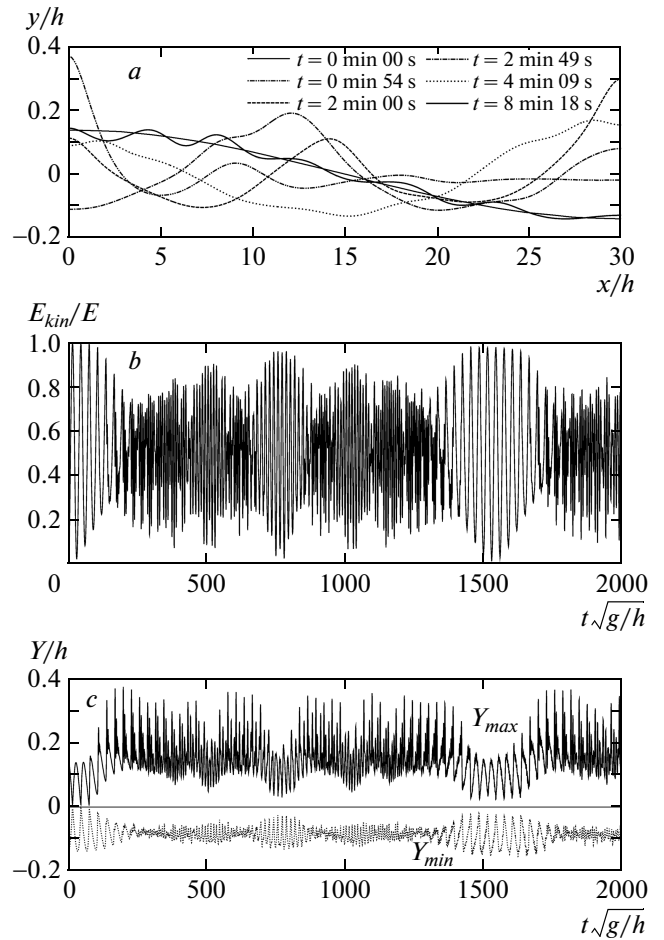 y/h
0.4
a
t = 0 min 00 s
t = 2 min 49 s
t = 0 min 54 s
t = 4 min 09 s
t = 2 min 00 s
t = 8 min 18 s
0.2
0
−0.2
0 5 10 15 20 25 30
x/h
E_kin/E
1.0
b
0.8
0.6
0.4
0.2
0 500 1000 1500 2000
t√g/h
Y/h
0.4
c
Y_max
0.2
0
Y_min
−0.2
0 500 1000 1500 2000
t√g/h